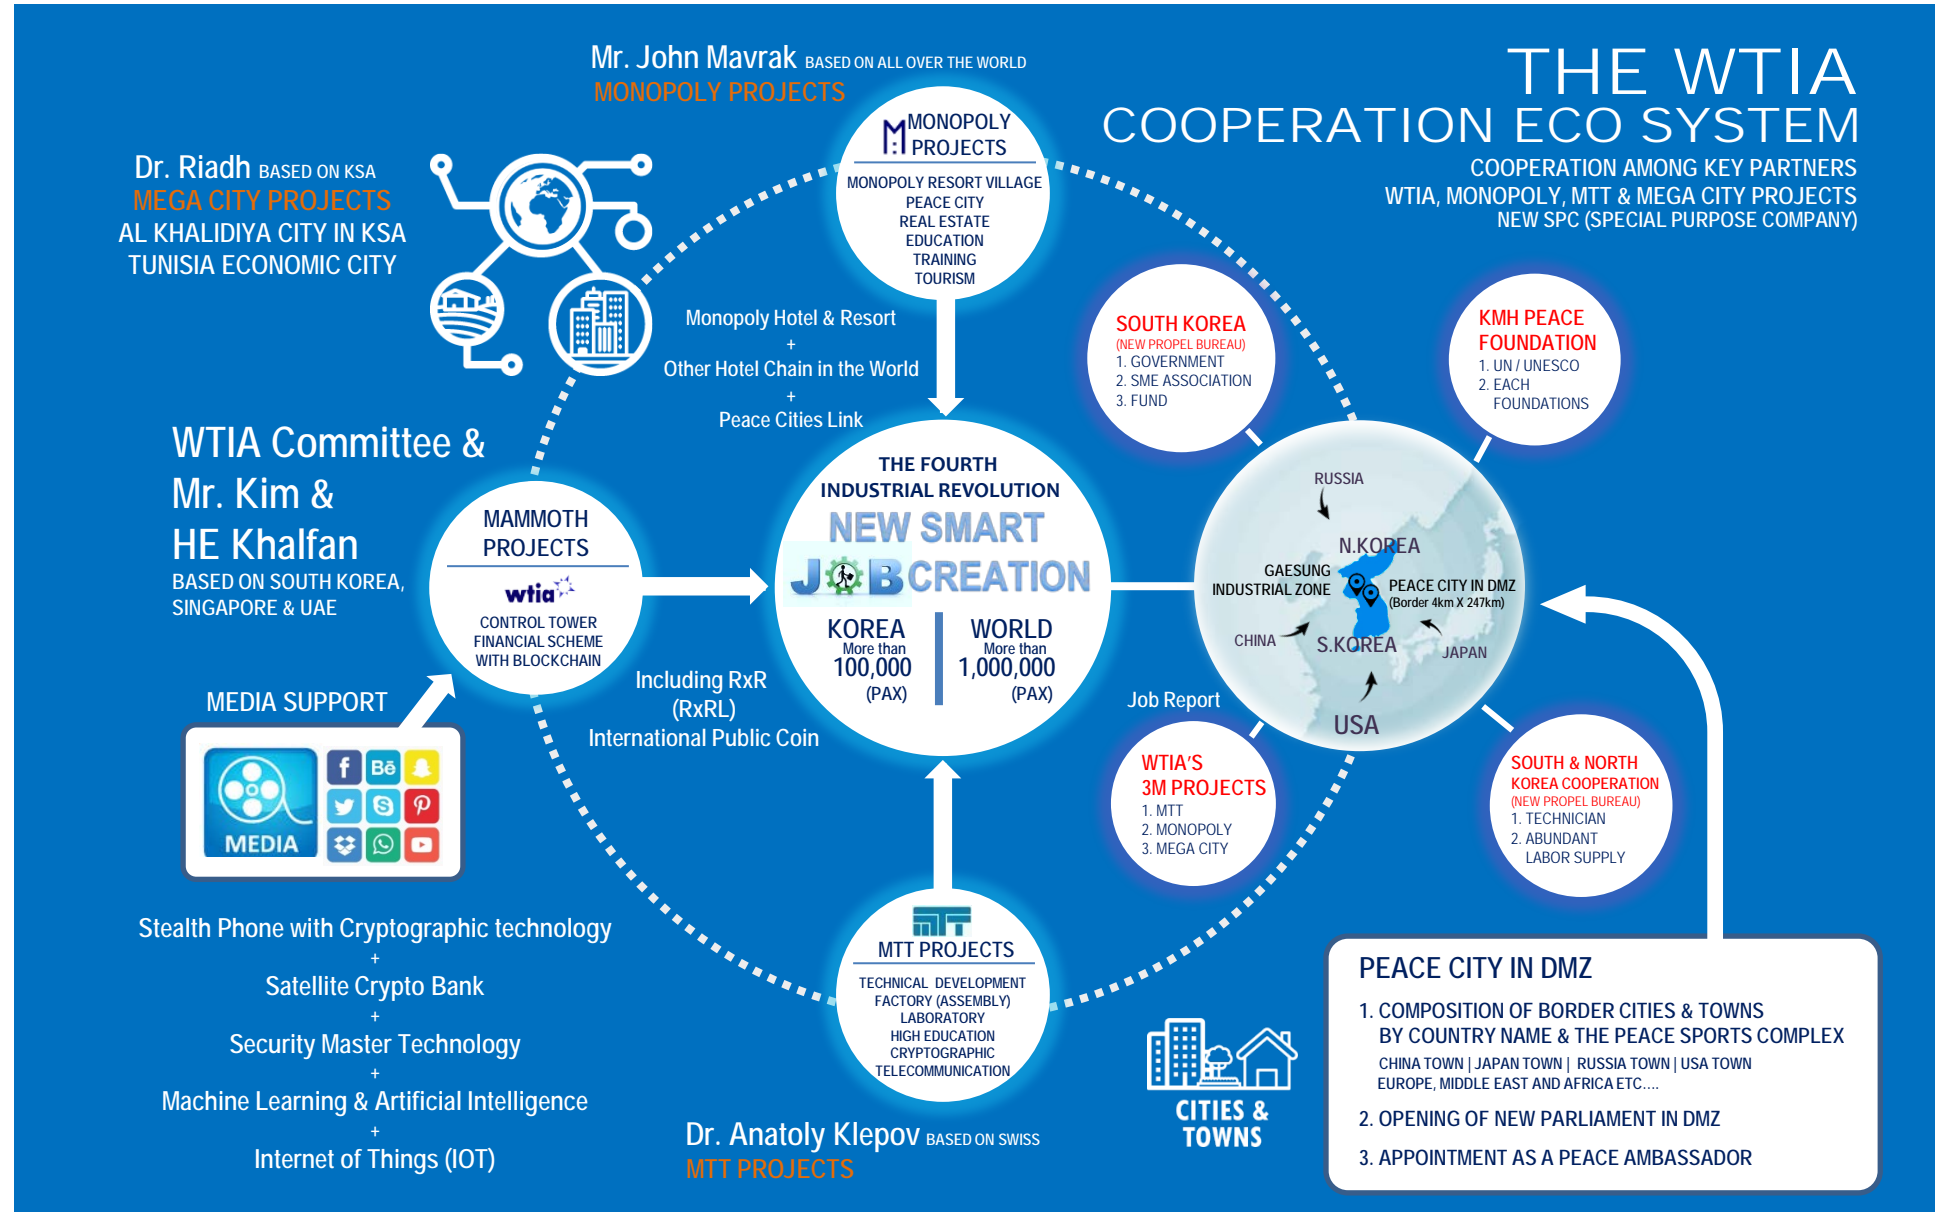 THE WTIA
COOPERATION ECO SYSTEM
COOPERATION AMONG KEY PARTNERS
WTIA, MONOPOLY, MTT & MEGA CITY PROJECTS
NEW SPC (SPECIAL PURPOSE COMPANY)
Mr. John Mavrak BASED ON ALL OVER THE WORLD
MONOPOLY PROJECTS
MONOPOLY
PROJECTS
MONOPOLY RESORT VILLAGE
PEACE CITY
REAL ESTATE
EDUCATION
TRAINING
TOURISM
Dr. Riadh BASED ON KSA
MEGA CITY PROJECTS
AL KHALIDIYA CITY IN KSA
TUNISIA ECONOMIC CITY
Monopoly Hotel & Resort
+
Other Hotel Chain in the World
+
Peace Cities Link
WTIA Committee &
Mr. Kim &
HE Khalfan
BASED ON SOUTH KOREA,
SINGAPORE & UAE
MAMMOTH
PROJECTS
wtia
CONTROL TOWER
FINANCIAL SCHEME
WITH BLOCKCHAIN
THE FOURTH
INDUSTRIAL REVOLUTION
NEW SMART
JOB CREATION
KOREA
More than
100,000
(PAX)
WORLD
More than
1,000,000
(PAX)
Including RxR
(RxRL)
International Public Coin
MEDIA SUPPORT
MEDIA
f
Bē
S
Stealth Phone with Cryptographic technology
+
Satellite Crypto Bank
+
Security Master Technology
+
Machine Learning & Artificial Intelligence
+
Internet of Things (IOT)
MTT
MTT PROJECTS
TECHNICAL DEVELOPMENT
FACTORY (ASSEMBLY)
LABORATORY
HIGH EDUCATION
CRYPTOGRAPHIC
TELECOMMUNICATION
Dr. Anatoly Klepov BASED ON SWISS
MTT PROJECTS
SOUTH KOREA
(NEW PROPEL BUREAU)
1. GOVERNMENT
2. SME ASSOCIATION
3. FUND
KMH PEACE
FOUNDATION
1. UN / UNESCO
2. EACH
FOUNDATIONS
RUSSIA
N.KOREA
GAESUNG
INDUSTRIAL ZONE
PEACE CITY IN DMZ
(Border 4km X 247km)
CHINA
S.KOREA
JAPAN
USA
Job Report
WTIA'S
3M PROJECTS
1. MTT
2. MONOPOLY
3. MEGA CITY
SOUTH & NORTH
KOREA COOPERATION
(NEW PROPEL BUREAU)
1. TECHNICIAN
2. ABUNDANT
LABOR SUPPLY
CITIES &
TOWNS
PEACE CITY IN DMZ
1. COMPOSITION OF BORDER CITIES & TOWNS
BY COUNTRY NAME & THE PEACE SPORTS COMPLEX
CHINA TOWN | JAPAN TOWN | RUSSIA TOWN | USA TOWN
EUROPE, MIDDLE EAST AND AFRICA ETC....
2. OPENING OF NEW PARLIAMENT IN DMZ
3. APPOINTMENT AS A PEACE AMBASSADOR